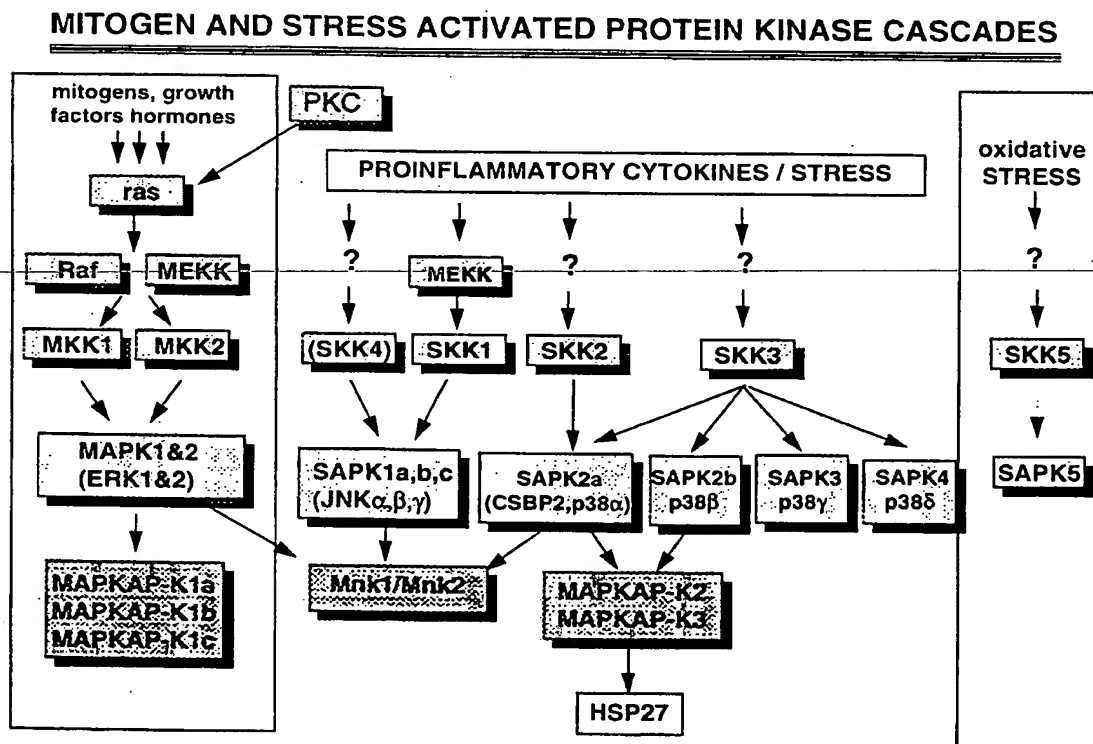 MITOGEN AND STRESS ACTIVATED PROTEIN KINASE CASCADES
mitogens, growth
factors hormones
PKC
ras
Raf
MEKK
MKK1
MKK2
MAPK1&2
(ERK1&2)
MAPKAP-K1a
MAPKAP-K1b
MAPKAP-K1c
PROINFLAMMATORY CYTOKINES / STRESS
?
MEKK
?
?
(SKK4)
SKK1
SKK2
SKK3
SAPK1a,b,c
(JNKα,β,γ)
SAPK2a
(CSBP2,p38α)
SAPK2b
p38β
SAPK3
p38γ
SAPK4
p38δ
Mnk1/Mnk2
MAPKAP-K2
MAPKAP-K3
HSP27
oxidative
STRESS
?
SKK5
SAPK5